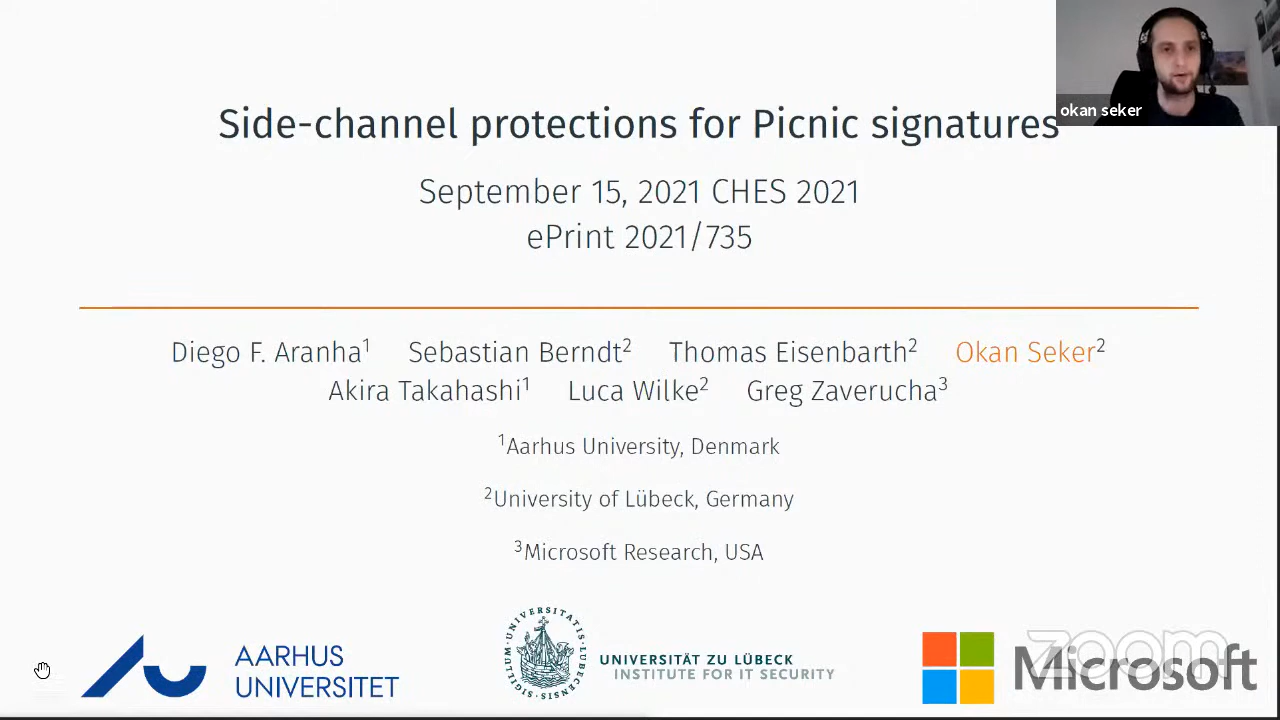 okan seker
Side-channel protections for Picnic signatures
September 15, 2021 CHES 2021
ePrint 2021/735
Diego F. Aranha¹ Sebastian Berndt² Thomas Eisenbarth² Okan Seker²
Akira Takahashi¹ Luca Wilke² Greg Zaverucha³
¹Aarhus University, Denmark
²University of Lübeck, Germany
³Microsoft Research, USA
AARHUS
UNIVERSITET
UNIVERSITÄT ZU LÜBECK
INSTITUTE FOR IT SECURITY
Microsoft
zoom